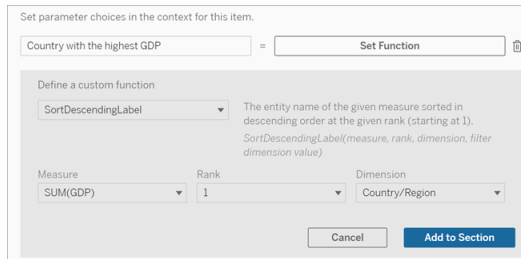 Set parameter choices in the context for this item.
Country with the highest GDP = Set Function
Define a custom function
SortDescendingLabel
The entity name of the given measure sorted in
descending order at the given rank (starting at 1).
SortDescendingLabel(measure, rank, dimension, filter
dimension value)
Measure Rank Dimension
SUM(GDP) 1 Country/Region
Cancel Add to Section